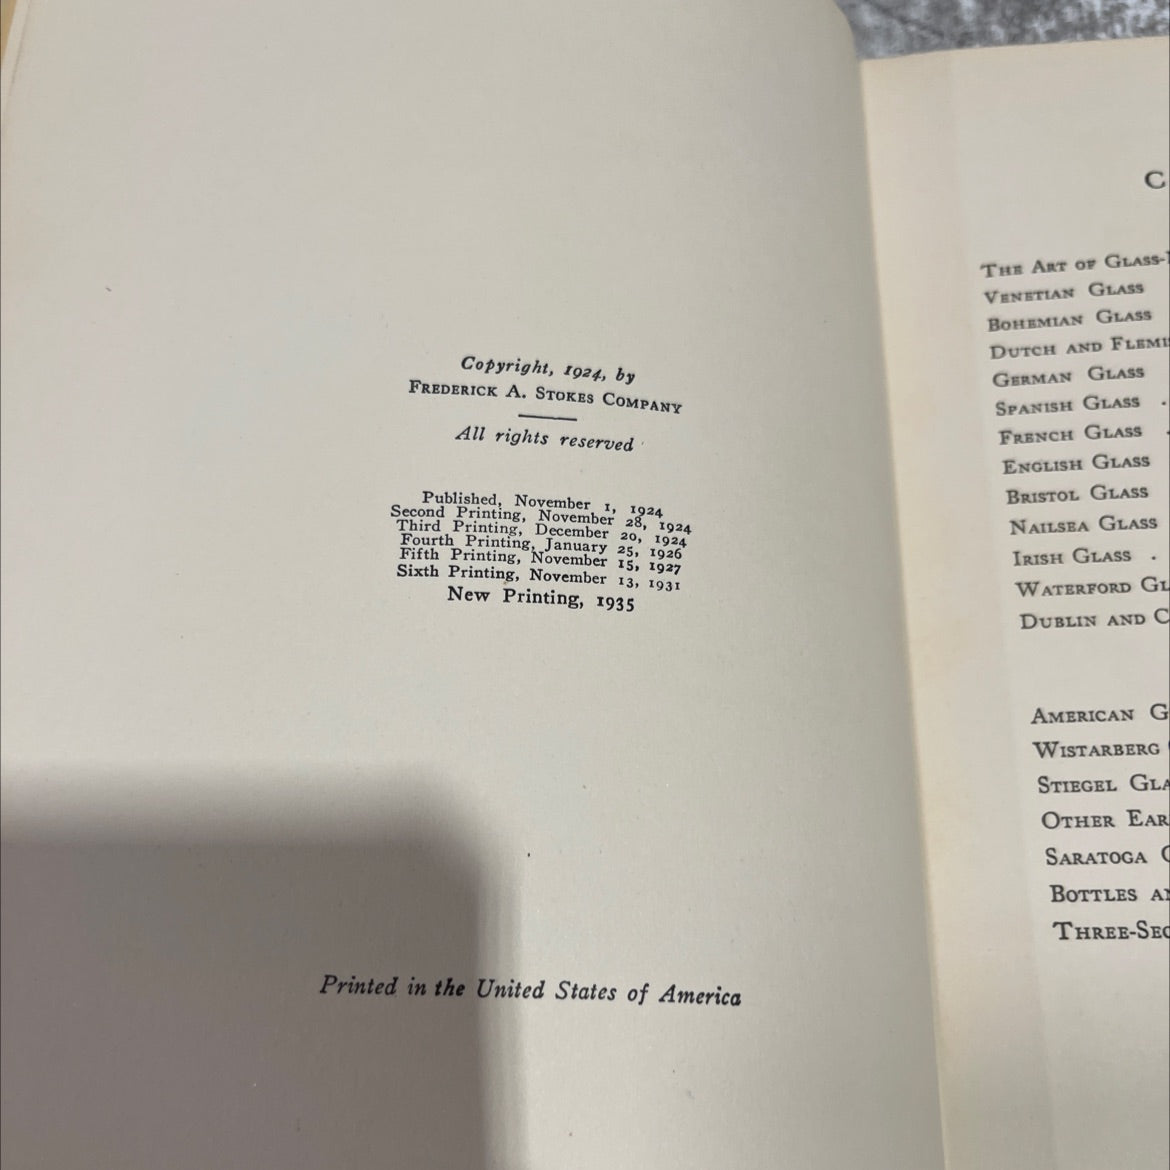 Copyright, 1924, by
FREDERICK A. STOKES COMPANY
All rights reserved
Published, November 1, 1924
Second Printing, November 28, 1924
Third Printing, December 20, 1924
Fourth Printing, January 25, 1926
Fifth Printing, November 15, 1927
Sixth Printing, November 13, 1931
New Printing, 1935
Printed in the United States of America
C
THE ART OF GLASS-
VENETIAN GLASS
BOHEMIAN GLASS
DUTCH AND FLEMI
GERMAN GLASS
SPANISH GLASS .
FRENCH GLASS .
ENGLISH GLASS
BRISTOL GLASS
NAILSEA GLASS
IRISH GLASS .
WATERFORD GL
DUBLIN AND C
AMERICAN G
WISTARBERG
STIEGEL GLA
OTHER EAR
SARATOGA
BOTTLES AN
THREE-SEC